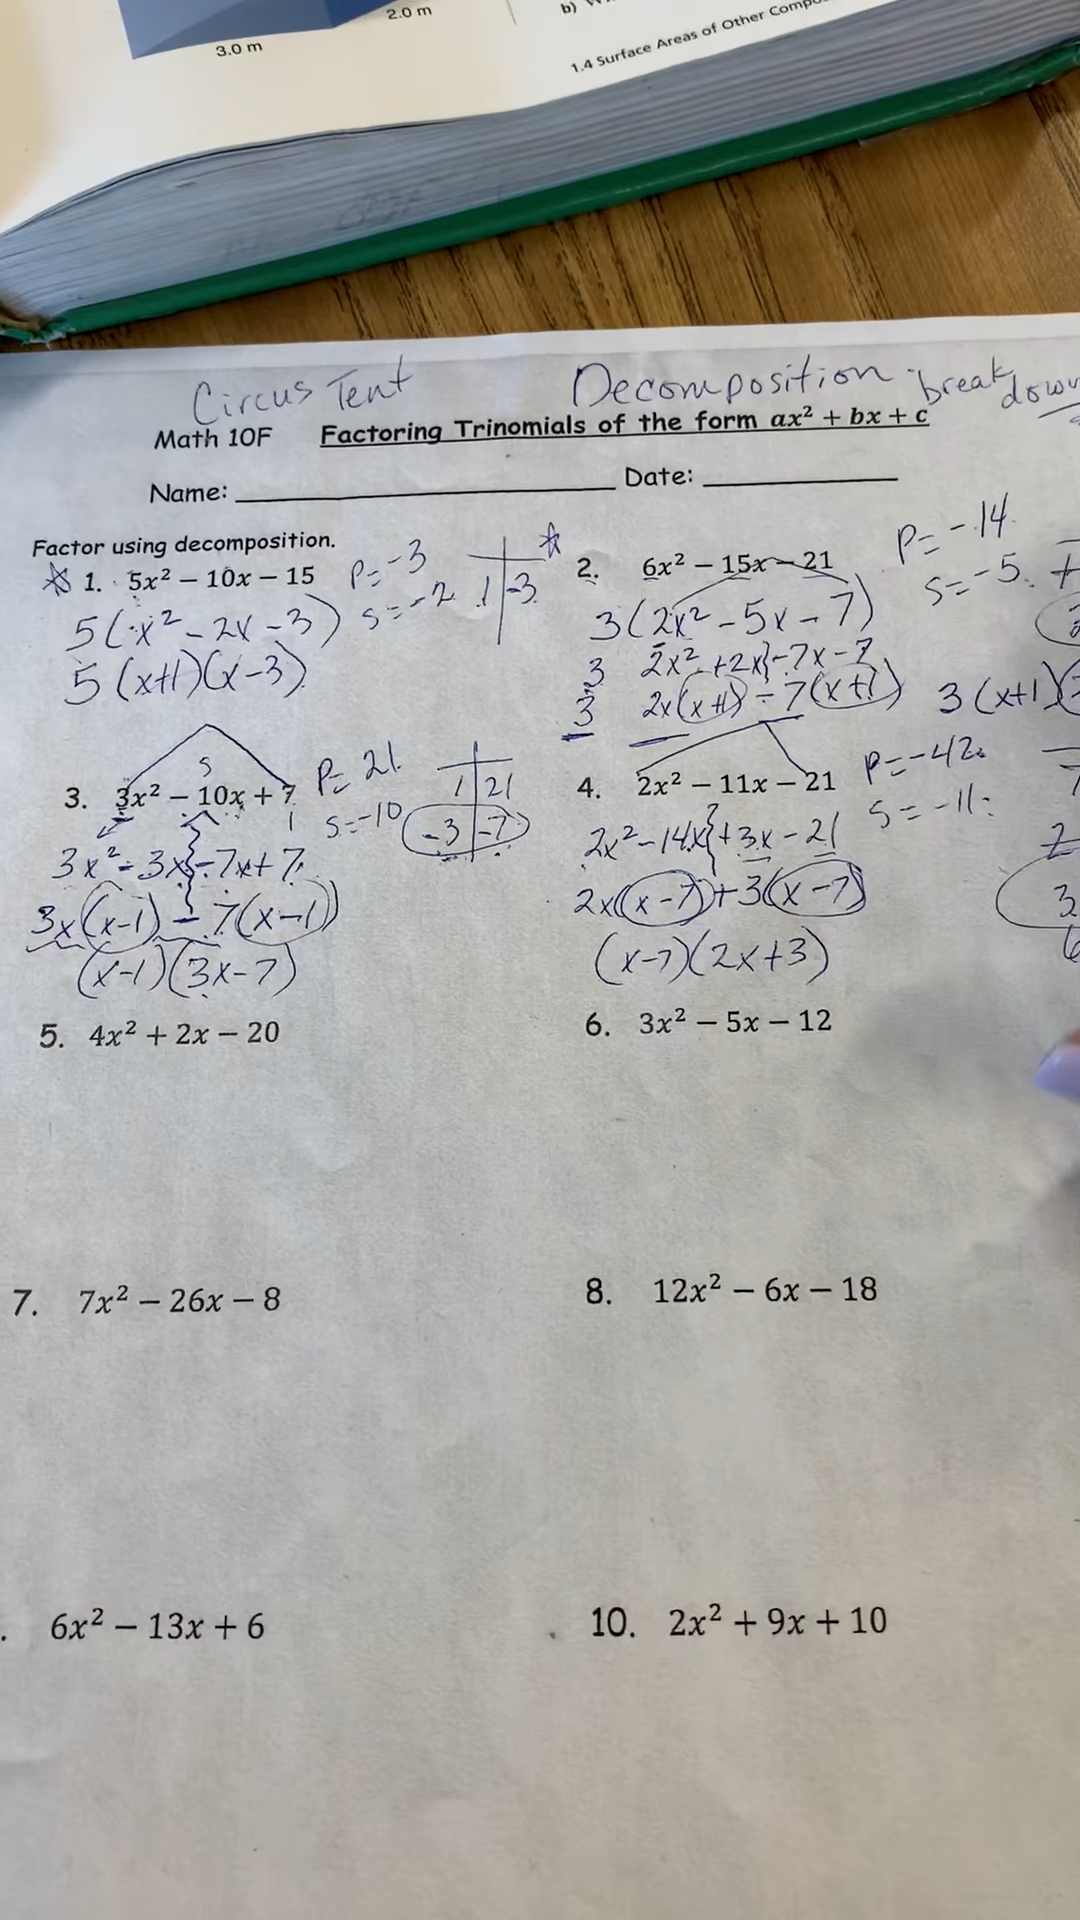 3.0 m
2.0 m
b)
1.4 Surface Areas of Other
Circus Tent
Decomposition - break down
Math 10F Factoring Trinomials of the form ax² + bx + c
Name: Date:
Factor using decomposition.
1. 5x² − 10x − 15
P = -3
S = -2
1 | -3
5(x² - 2x - 3)
5(x+1)(x-3)
2. 6x² − 15x − 21
P = -14
S = -5
3(2x² - 5x - 7)
3 2x² + 2x - 7x - 7
3 2x(x+1) - 7(x+1)
3(x+1)
3. 3x² − 10x + 7
P = 21
S = -10
1 | 21
-3 | -7
3x² - 3x - 7x + 7
3x(x-1) - 7(x-1)
(x-1)(3x-7)
4. 2x² − 11x − 21
P = -42
S = -11
2x² - 14x + 3x - 21
2x(x-7) + 3(x-7)
(x-7)(2x+3)
5. 4x² + 2x − 20
6. 3x² − 5x − 12
7. 7x² − 26x − 8
8. 12x² − 6x − 18
. 6x² − 13x + 6
10. 2x² + 9x + 10